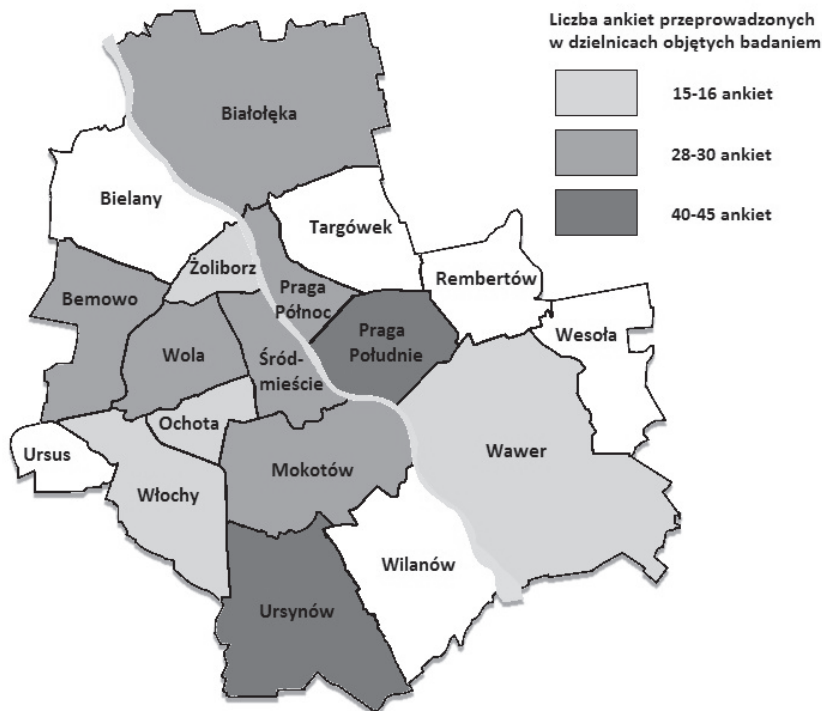 Liczba ankiet przeprowadzonych
w dzielnicach objętych badaniem
15-16 ankiet
28-30 ankiet
40-45 ankiet
Białołęka
Bielany
Targówek
Żoliborz
Rembertów
Bemowo
Praga
Północ
Wesoła
Praga
Południe
Wola
Śród-
mieście
Ochota
Ursus
Wawer
Mokotów
Włochy
Wilanów
Ursynów